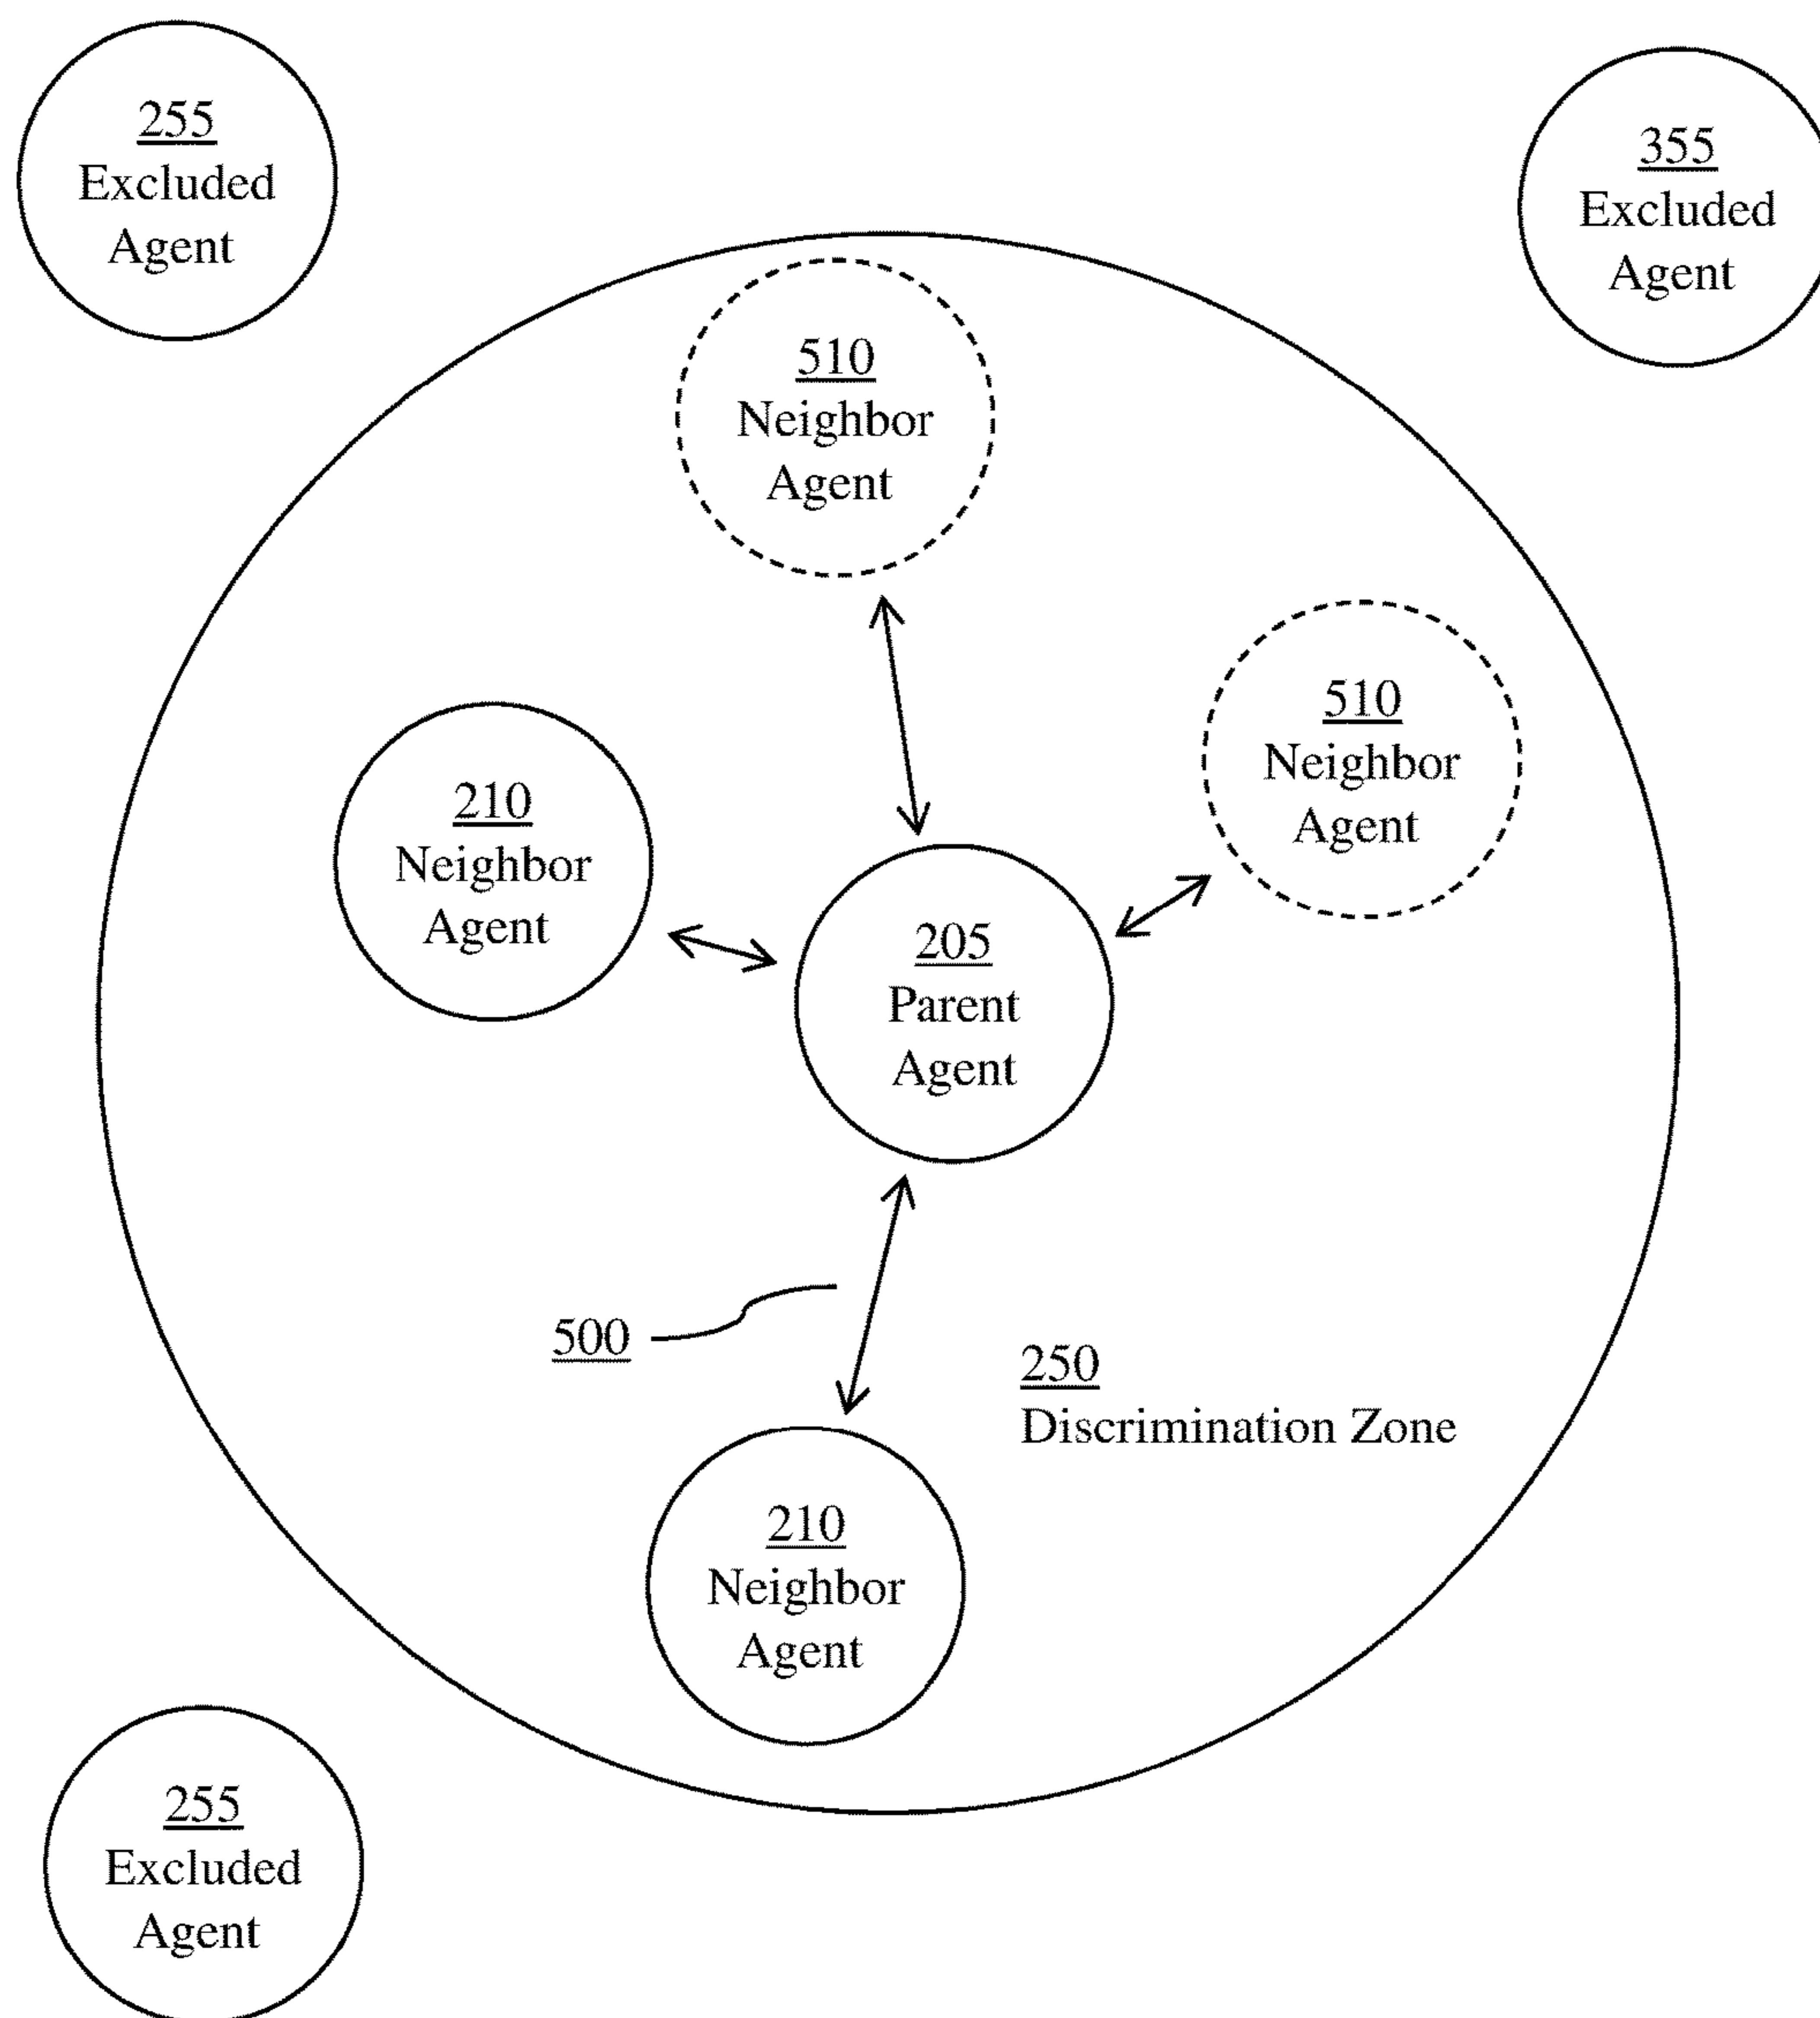 255
Excluded
Agent
355
Excluded
Agent
510
Neighbor
Agent
510
Neighbor
Agent
210
Neighbor
Agent
205
Parent
Agent
500
250
Discrimination Zone
210
Neighbor
Agent
255
Excluded
Agent